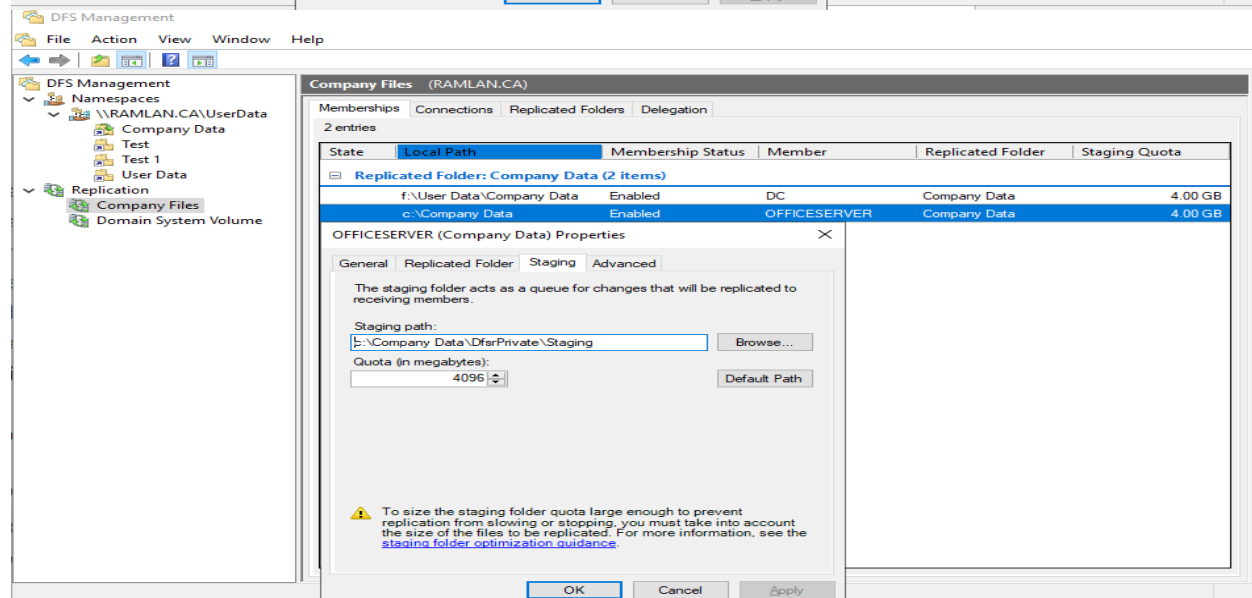 DFS Management
File Action View Window Help
DFS Management
Namespaces
\\RAMLAN.CA\UserData
Company Data
Test
Test 1
User Data
Replication
Company Files
Domain System Volume
Company Files (RAMLAN.CA)
Memberships Connections Replicated Folders Delegation
2 entries
State Local Path Membership Status Member Replicated Folder Staging Quota
Replicated Folder: Company Data (2 items)
f:\User Data\Company Data Enabled DC Company Data 4.00 GB
c:\Company Data Enabled OFFICESERVER Company Data 4.00 GB
OFFICESERVER (Company Data) Properties
General Replicated Folder Staging Advanced
The staging folder acts as a queue for changes that will be replicated to
receiving members.
Staging path:
c:\Company Data\DfsrPrivate\Staging Browse...
Quota (in megabytes):
4096 Default Path
To size the staging folder quota large enough to prevent
replication from slowing or stopping, you must take into account
the size of the files to be replicated. For more information, see the
staging folder optimization guidance.
OK Cancel Apply